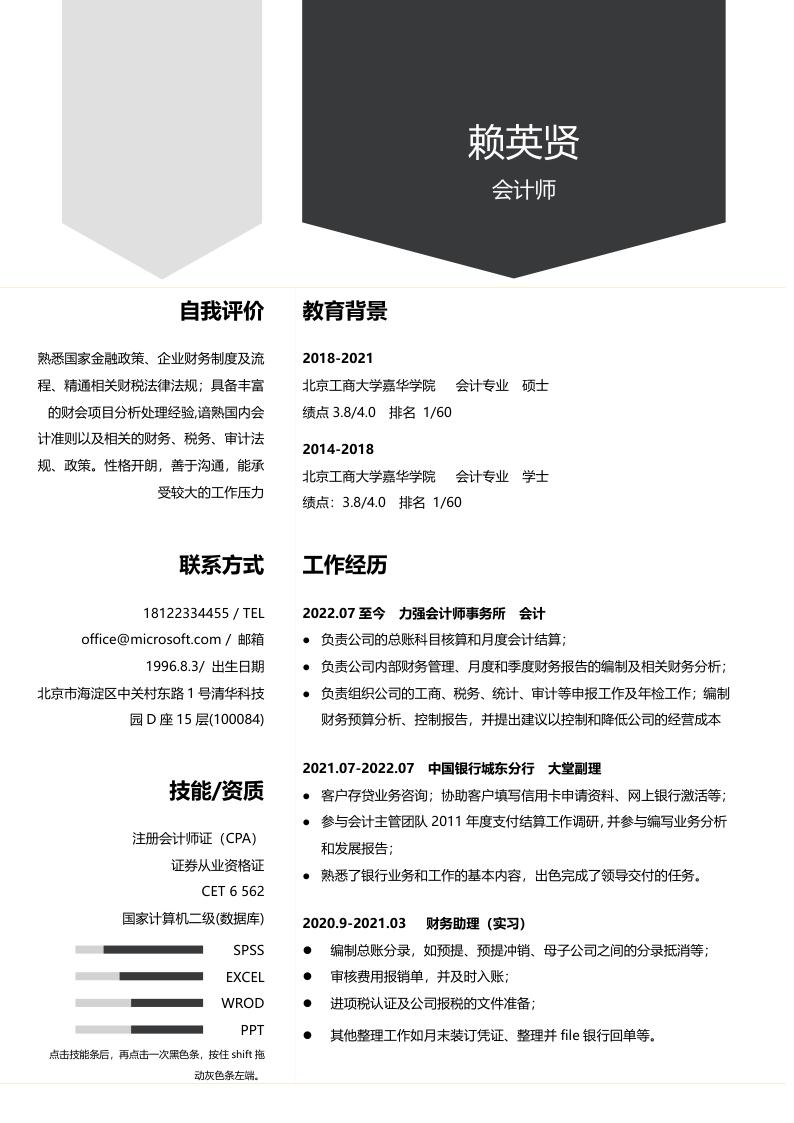 赖英贤
会计师
自我评价
熟悉国家金融政策、企业财务制度及流
程、精通相关财税法律法规；具备丰富
的财会项目分析处理经验,谙熟国内会
计准则以及相关的财务、税务、审计法
规、政策。性格开朗，善于沟通，能承
受较大的工作压力
联系方式
18122334455 / TEL
office@microsoft.com / 邮箱
1996.8.3/ 出生日期
北京市海淀区中关村东路 1 号清华科技
园 D 座 15 层(100084)
技能/资质
注册会计师证（CPA）
证券从业资格证
CET 6 562
国家计算机二级(数据库)
SPSS
EXCEL
WROD
PPT
点击技能条后，再点击一次黑色条，按住 shift 拖
动灰色条左端。
教育背景
2018-2021
北京工商大学嘉华学院 会计专业 硕士
绩点 3.8/4.0 排名 1/60
2014-2018
北京工商大学嘉华学院 会计专业 学士
绩点：3.8/4.0 排名 1/60
工作经历
2022.07 至今 力强会计师事务所 会计
● 负责公司的总账科目核算和月度会计结算；
● 负责公司内部财务管理、月度和季度财务报告的编制及相关财务分析；
● 负责组织公司的工商、税务、统计、审计等申报工作及年检工作；编制
财务预算分析、控制报告，并提出建议以控制和降低公司的经营成本
2021.07-2022.07 中国银行城东分行 大堂副理
● 客户存贷业务咨询；协助客户填写信用卡申请资料、网上银行激活等；
● 参与会计主管团队 2011 年度支付结算工作调研，并参与编写业务分析
和发展报告；
● 熟悉了银行业务和工作的基本内容，出色完成了领导交付的任务。
2020.9-2021.03 财务助理（实习）
● 编制总账分录，如预提、预提冲销、母子公司之间的分录抵消等；
● 审核费用报销单，并及时入账；
● 进项税认证及公司报税的文件准备；
● 其他整理工作如月末装订凭证、整理并 file 银行回单等。